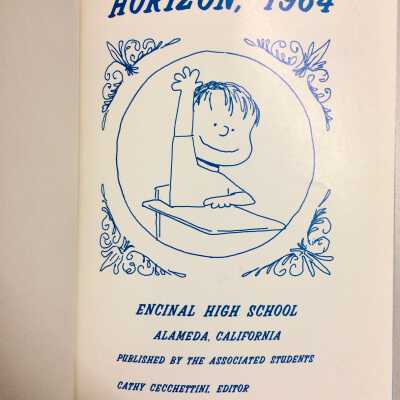 HORIZON, 1964
ENCINAL HIGH SCHOOL
ALAMEDA, CALIFORNIA
PUBLISHED BY THE ASSOCIATED STUDENTS
CATHY CECCHETTINI, EDITOR